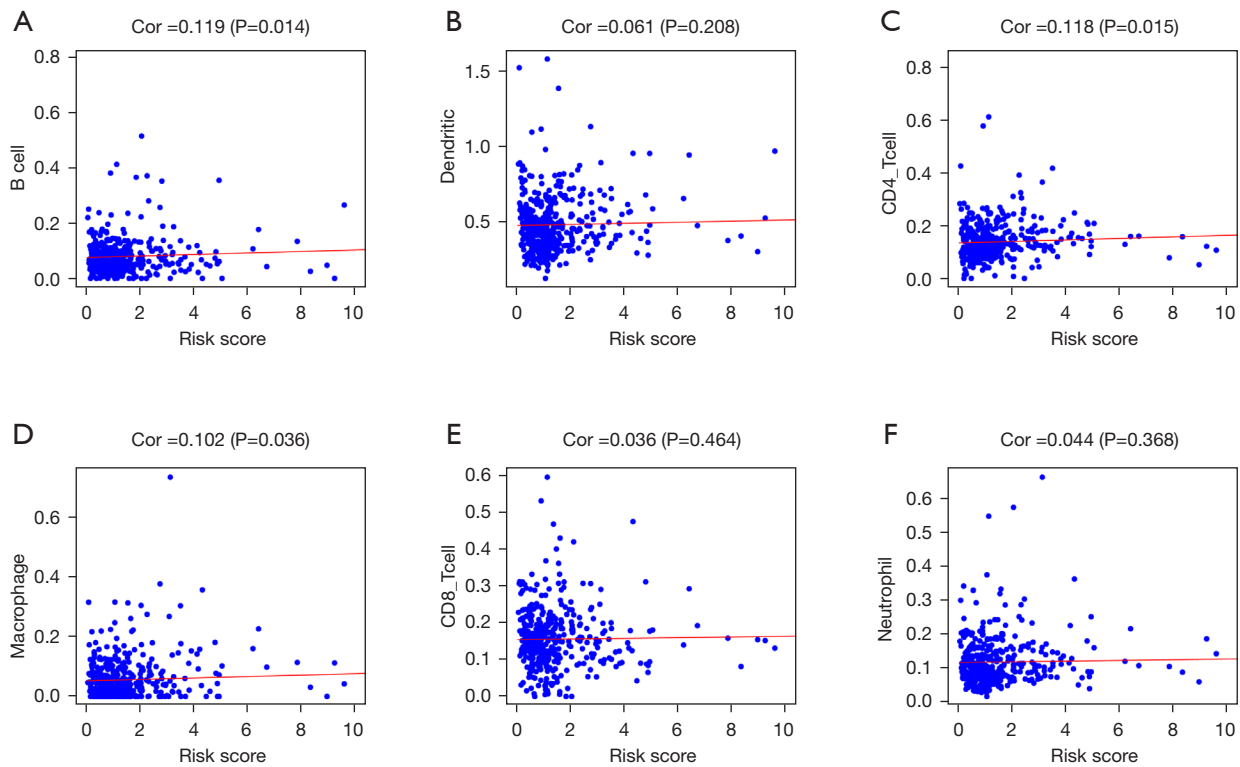 A
Cor =0.119 (P=0.014)
B cell
0.8
0.6
0.4
0.2
0.0
0 2 4 6 8 10
Risk score
B
Cor =0.061 (P=0.208)
Dendritic
1.5
1.0
0.5
0 2 4 6 8 10
Risk score
C
Cor =0.118 (P=0.015)
CD4_Tcell
0.8
0.6
0.4
0.2
0.0
0 2 4 6 8 10
Risk score
D
Cor =0.102 (P=0.036)
Macrophage
0.6
0.4
0.2
0.0
0 2 4 6 8 10
Risk score
E
Cor =0.036 (P=0.464)
CD8_Tcell
0.6
0.5
0.4
0.3
0.2
0.1
0.0
0 2 4 6 8 10
Risk score
F
Cor =0.044 (P=0.368)
Neutrophil
0.6
0.5
0.4
0.3
0.2
0.1
0.0
0 2 4 6 8 10
Risk score